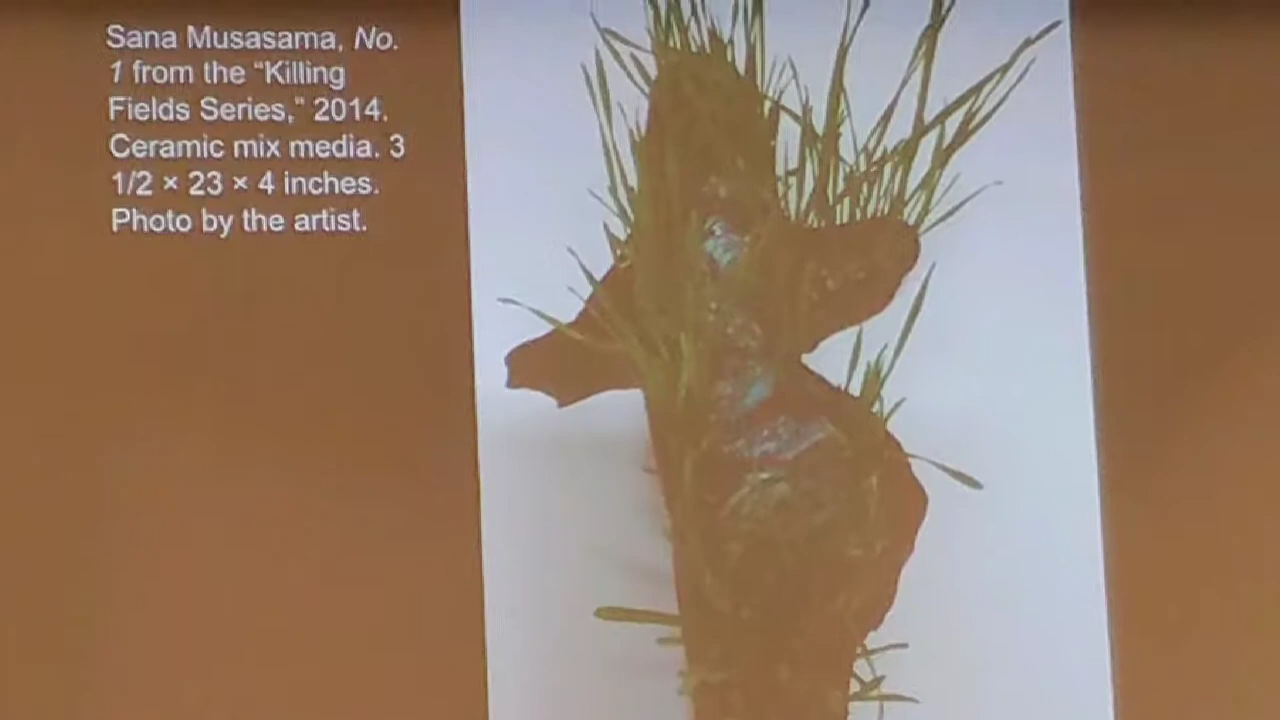 Sana Musasama, No.
1 from the “Killing
Fields Series,” 2014.
Ceramic mix media. 3
1/2 × 23 × 4 inches.
Photo by the artist.